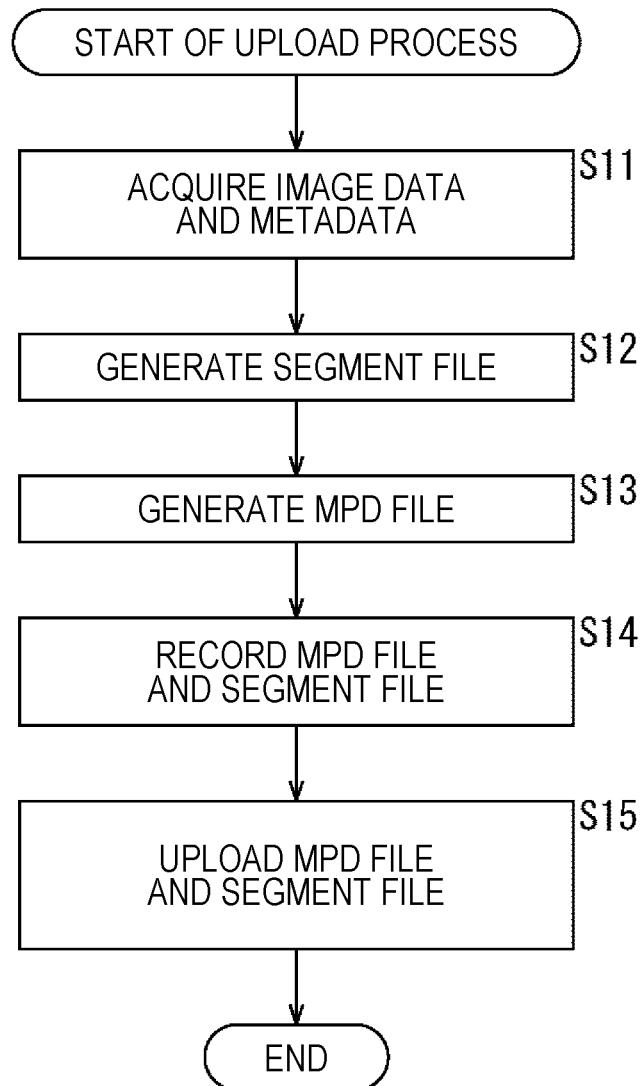 START OF UPLOAD PROCESS
S11
ACQUIRE IMAGE DATA
AND METADATA
S12
GENERATE SEGMENT FILE
S13
GENERATE MPD FILE
S14
RECORD MPD FILE
AND SEGMENT FILE
S15
UPLOAD MPD FILE
AND SEGMENT FILE
END